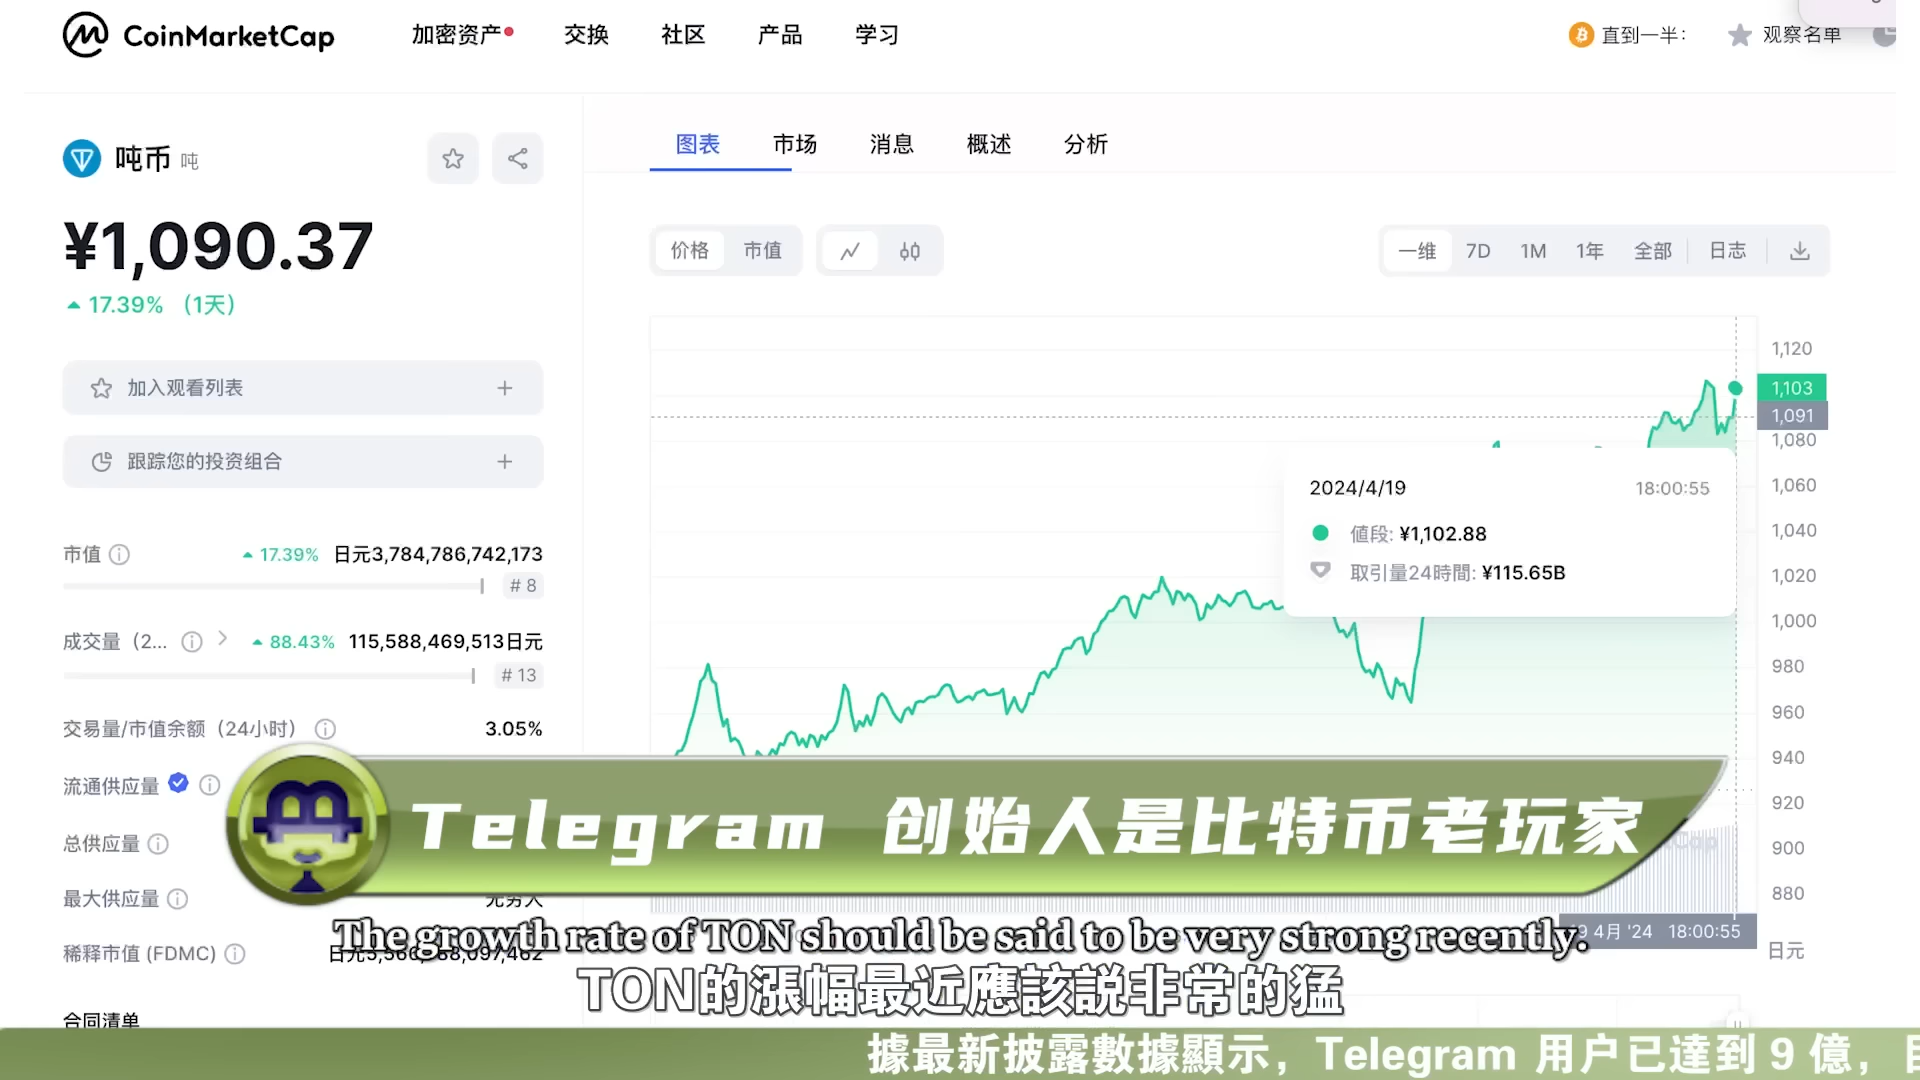 CoinMarketCap
加密资产 交换 社区 产品 学习
直到一半：
观察名单
吨币 吨
¥1,090.37
17.39% (1天)
加入观看列表 +
跟踪您的投资组合 +
市值 17.39% 日元3,784,786,742,173
# 8
成交量（2... 88.43% 115,588,469,513日元
# 13
交易量/市值余额（24小时） 3.05%
流通供应量
总供应量
最大供应量
稀释市值 (FDMC)
合同清单
图表 市场 消息 概述 分析
价格 市值
一维 7D 1M 1年 全部 日志
1,120
1,103
1,091
1,080
1,060
1,040
1,020
1,000
980
960
940
920
900
880
日元
2024/4/19 18:00:55
値段: ¥1,102.88
取引量24時間: ¥115.65B
4月 '24 18:00:55
Telegram 创始人是比特币老玩家
The growth rate of TON should be said to be very strong recently.
TON的漲幅最近應該說非常的猛
據最新披露數據顯示，Telegram 用户已達到 9 億，